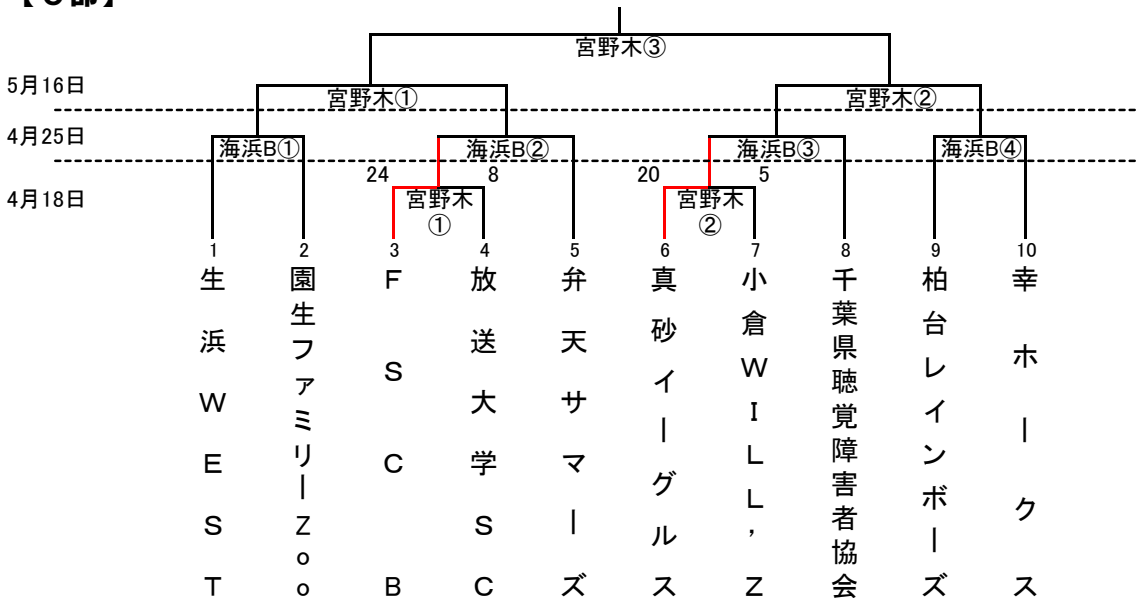 宮野木③
5月16日
宮野木①
宮野木②
4月25日
海浜B①
海浜B②
海浜B③
海浜B④
24
8
20
5
4月18日
宮野木
①
宮野木
②
1
2
3
4
5
6
7
8
9
10
生浜WEST
園生ファミリーZoo
FSCB
放送大学SC
弁天サマーズ
真砂イーグルス
小倉WILL’Z
千葉県聴覚障害者協会
柏台レインボーズ
幸ホークス